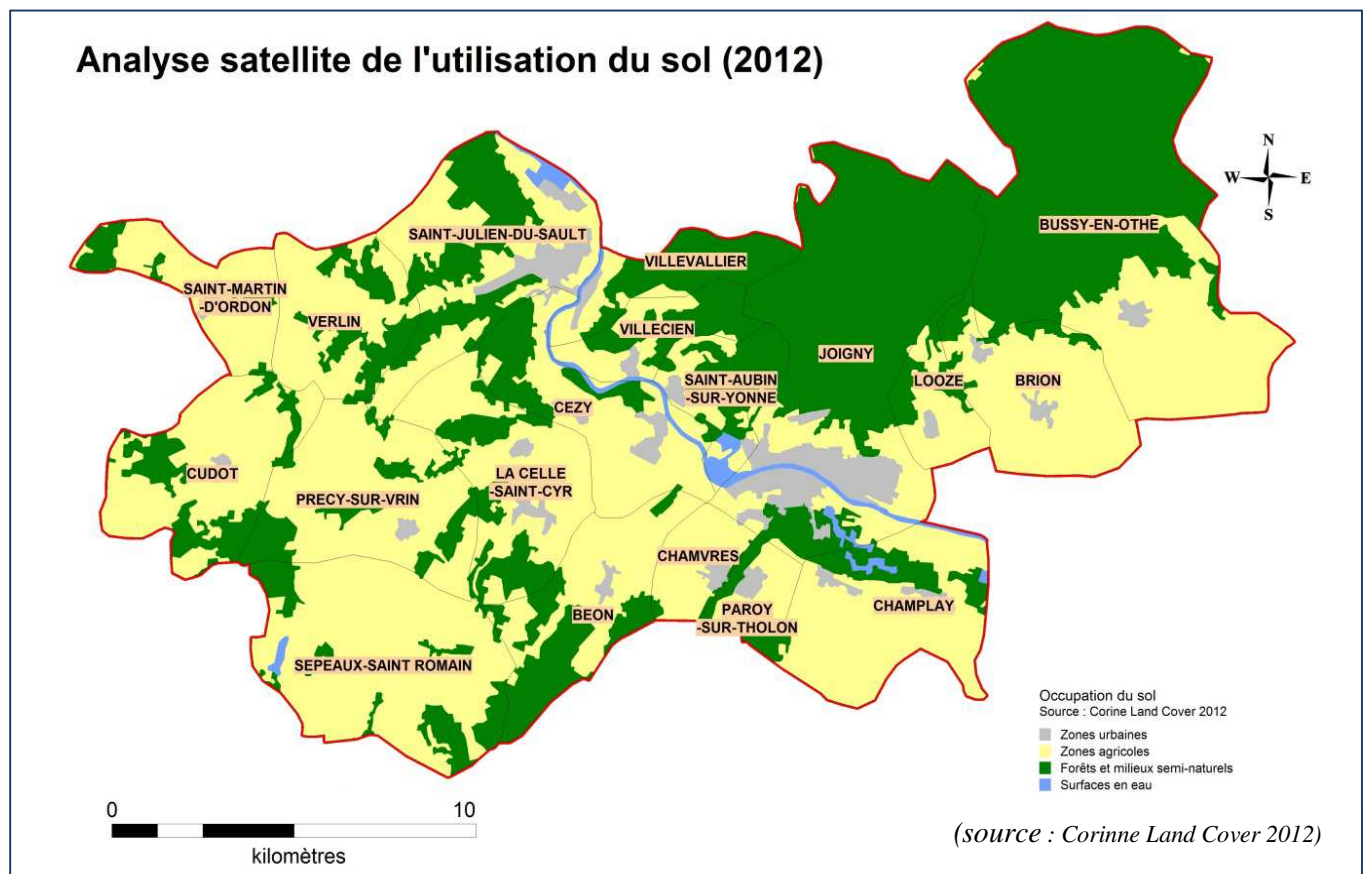 Analyse satellite de l'utilisation du sol (2012)
N
W
E
S
BUSSY-EN-OTHE
SAINT-JULIEN-DU-SAULT
VILLEVALLIER
SAINT-MARTIN
-D'ORDON
VERLIN
VILLECIEN
JOIGNY
SAINT-AUBIN
-SUR-YONNE
LOOZE
BRION
CEZY
CUDOT
LA CELLE
-SAINT-CYR
PRECY-SUR-VRIN
CHAMVRES
BEON
PAROY
-SUR-THOLON
CHAMPLAY
SEPEAUX-SAINT ROMAIN
Occupation du sol
Source : Corine Land Cover 2012
Zones urbaines
Zones agricoles
Forêts et milieux semi-naturels
Surfaces en eau
0
10
kilomètres
(source : Corinne Land Cover 2012)